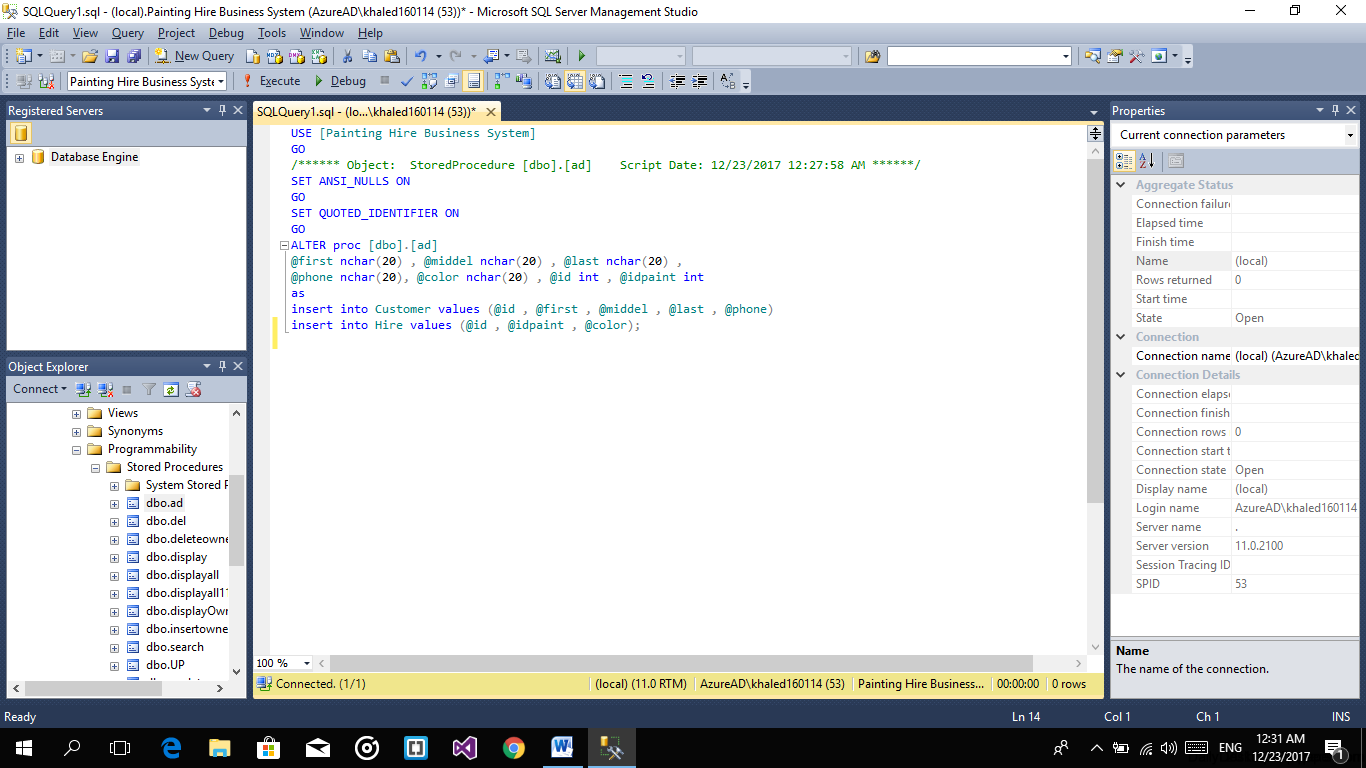 SQLQuery1.sql - (local).Painting Hire Business System (AzureAD\khaled160114 (53))* - Microsoft SQL Server Management Studio
File Edit View Query Project Debug Tools Window Help
New Query
Painting Hire Business Syste Execute Debug
Registered Servers
Database Engine
Object Explorer
Connect
Views
Synonyms
Programmability
Stored Procedures
System Stored P
dbo.ad
dbo.del
dbo.deleteowne
dbo.display
dbo.displayall
dbo.displayall1
dbo.displayOwn
dbo.insertowne
dbo.search
dbo.UP
SQLQuery1.sql - (lo...\khaled160114 (53))*
USE [Painting Hire Business System]
GO
/****** Object:  StoredProcedure [dbo].[ad]    Script Date: 12/23/2017 12:27:58 AM ******/
SET ANSI_NULLS ON
GO
SET QUOTED_IDENTIFIER ON
GO
ALTER proc [dbo].[ad]
@first nchar(20) , @middel nchar(20) , @last nchar(20) ,
@phone nchar(20), @color nchar(20) , @id int , @idpaint int
as
insert into Customer values (@id , @first , @middel , @last , @phone)
insert into Hire values (@id , @idpaint , @color);
100 %
Connected. (1/1) (local) (11.0 RTM) AzureAD\khaled160114 (53) Painting Hire Business... 00:00:00 0 rows
Properties
Current connection parameters
Aggregate Status
Connection failure
Elapsed time
Finish time
Name (local)
Rows returned 0
Start time
State Open
Connection
Connection name (local) (AzureAD\khaled
Connection Details
Connection elaps
Connection finish
Connection rows 0
Connection start t
Connection state Open
Display name (local)
Login name AzureAD\khaled160114
Server name .
Server version 11.0.2100
Session Tracing ID
SPID 53
Name
The name of the connection.
Ready Ln 14 Col 1 Ch 1 INS
ENG 12:31 AM
12/23/2017
1